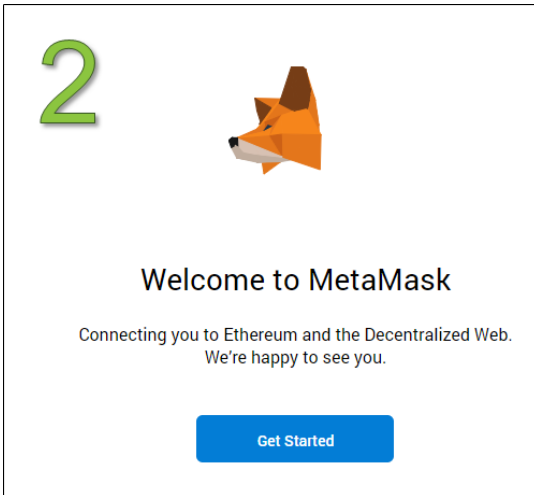 2
Welcome to MetaMask
Connecting you to Ethereum and the Decentralized Web.
We're happy to see you.
Get Started